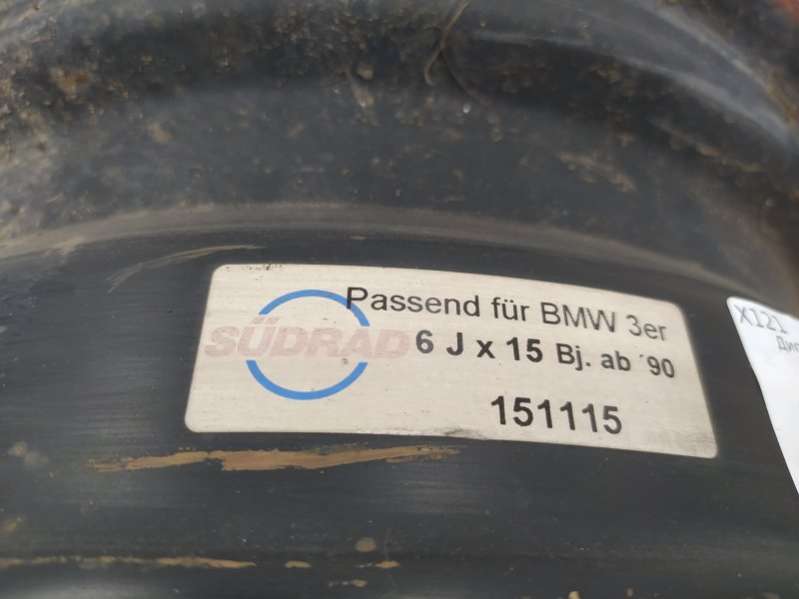 Passend für BMW 3er
SÜDRAD
6 J x 15 Bj. ab ´90
151115
X121